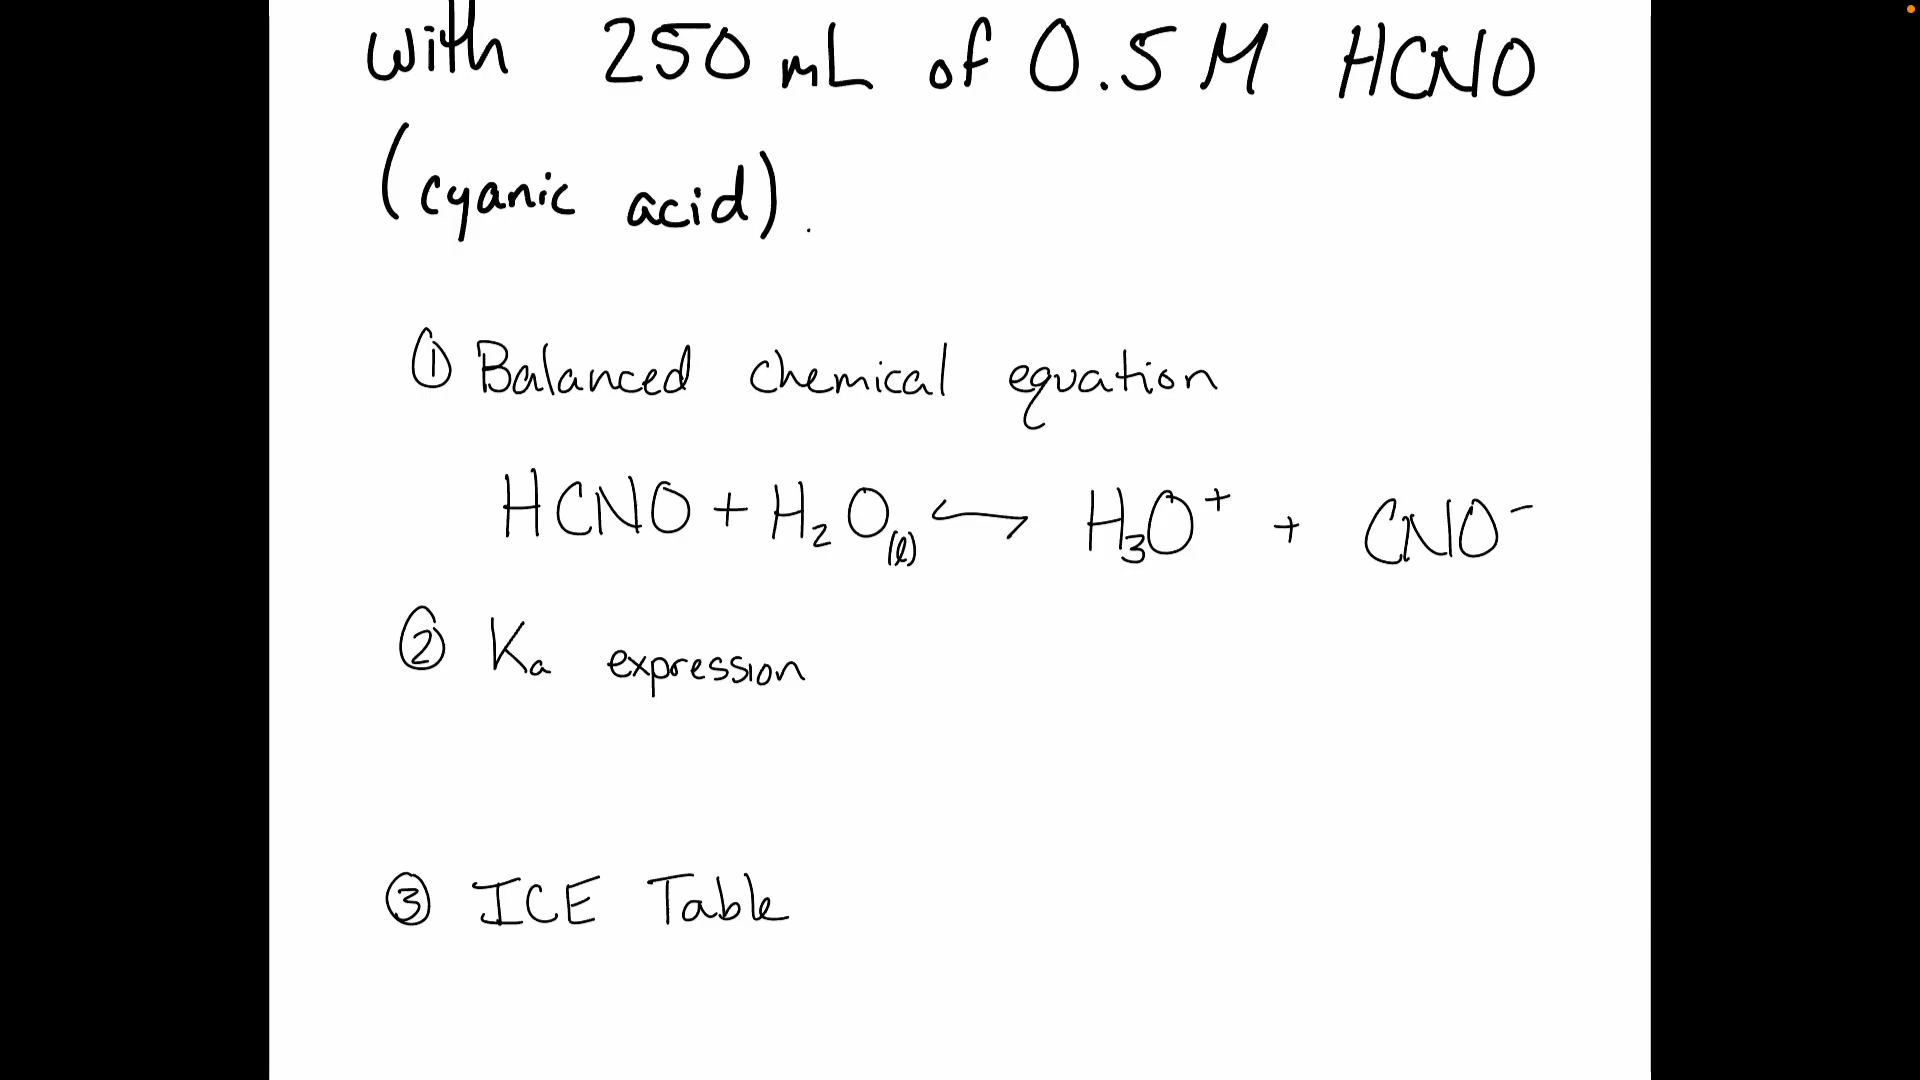 with 250 mL of 0.5 M HCNO
(cyanic acid).
① Balanced chemical equation
HCNO + H₂O₍ₗ₎ ↔ H₃O⁺ + CNO⁻
② Kₐ expression
③ ICE Table